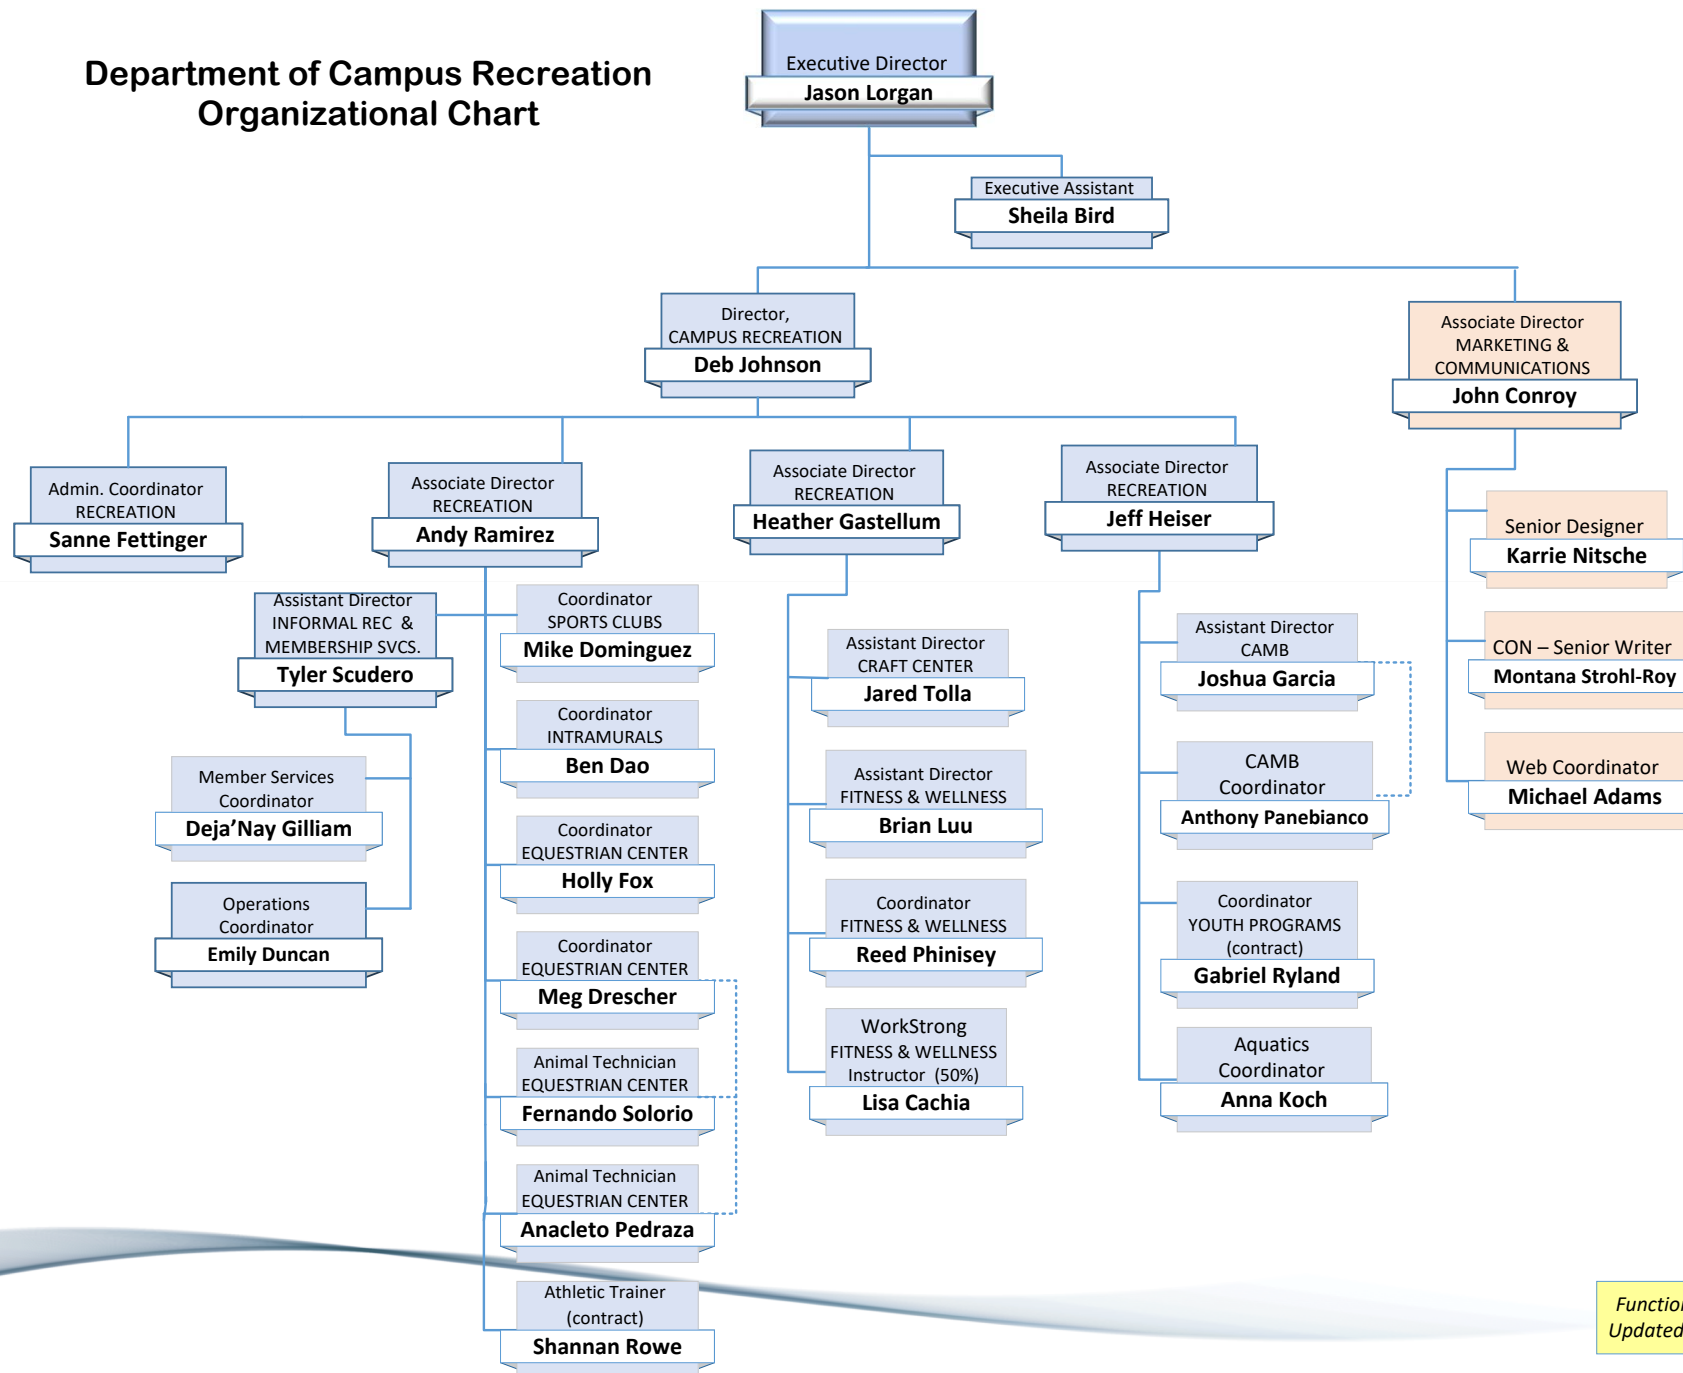 Department of Campus Recreation
Organizational Chart
Executive Director
Jason Lorgan
Executive Assistant
Sheila Bird
Director,
CAMPUS RECREATION
Deb Johnson
Associate Director
MARKETING &
COMMUNICATIONS
John Conroy
Admin. Coordinator
RECREATION
Sanne Fettinger
Associate Director
RECREATION
Andy Ramirez
Associate Director
RECREATION
Heather Gastellum
Associate Director
RECREATION
Jeff Heiser
Assistant Director
INFORMAL REC &
MEMBERSHIP SVCS.
Tyler Scudero
Member Services
Coordinator
Deja’Nay Gilliam
Operations
Coordinator
Emily Duncan
Coordinator
SPORTS CLUBS
Mike Dominguez
Coordinator
INTRAMURALS
Ben Dao
Coordinator
EQUESTRIAN CENTER
Holly Fox
Coordinator
EQUESTRIAN CENTER
Meg Drescher
Animal Technician
EQUESTRIAN CENTER
Fernando Solorio
Animal Technician
EQUESTRIAN CENTER
Anacleto Pedraza
Athletic Trainer
(contract)
Shannan Rowe
Assistant Director
CRAFT CENTER
Jared Tolla
Assistant Director
FITNESS & WELLNESS
Brian Luu
Coordinator
FITNESS & WELLNESS
Reed Phinisey
WorkStrong
FITNESS & WELLNESS
Instructor (50%)
Lisa Cachia
Assistant Director
CAMB
Joshua Garcia
CAMB
Coordinator
Anthony Panebianco
Coordinator
YOUTH PROGRAMS
(contract)
Gabriel Ryland
Aquatics
Coordinator
Anna Koch
Senior Designer
Karrie Nitsche
CON – Senior Writer
Montana Strohl-Roy
Web Coordinator
Michael Adams
Function
Updated